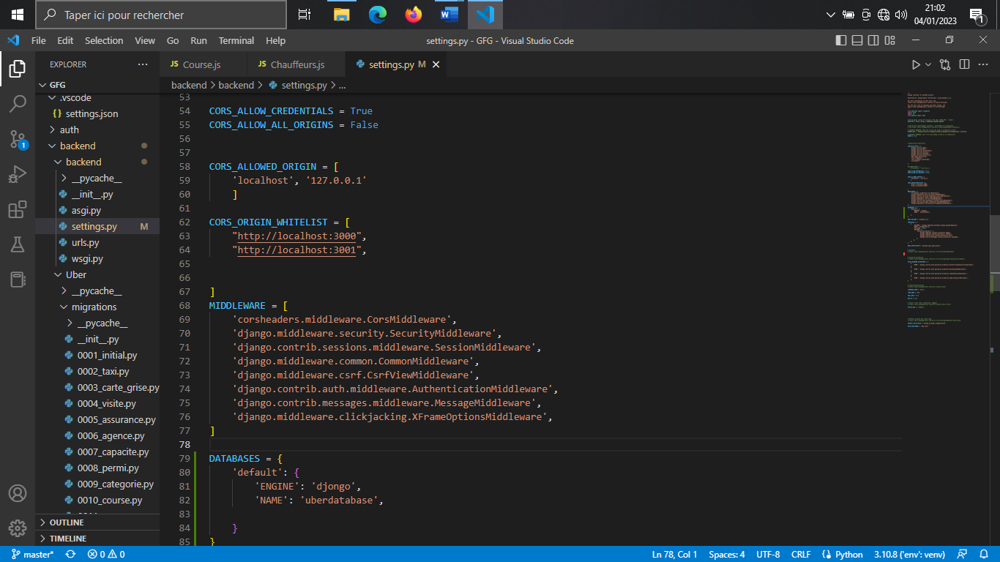 Taper ici pour rechercher
21:02
04/01/2023
1
File Edit Selection View Go Run Terminal Help
settings.py - GFG - Visual Studio Code
EXPLORER ...
JS Course.js
JS Chauffeurs.js
settings.py M
GFG
backend > backend > settings.py > ...
.vscode
{} settings.json
auth
backend
backend
__pycache__
__init__.py
asgi.py
settings.py M
urls.py
wsgi.py
Uber
__pycache__
migrations
__pycache__
__init__.py
0001_initial.py
0002_taxi.py
0003_carte_grise.py
0004_visite.py
0005_assurance.py
0006_agence.py
0007_capacite.py
0008_permi.py
0009_categorie.py
0010_course.py
OUTLINE
TIMELINE
1
53
54 CORS_ALLOW_CREDENTIALS = True
55 CORS_ALLOW_ALL_ORIGINS = False
56
57
58 CORS_ALLOWED_ORIGIN = [
59 'localhost', '127.0.0.1'
60 ]
61
62 CORS_ORIGIN_WHITELIST = [
63 "http://localhost:3000",
64 "http://localhost:3001",
65
66
67 ]
68 MIDDLEWARE = [
69 'corsheaders.middleware.CorsMiddleware',
70 'django.middleware.security.SecurityMiddleware',
71 'django.contrib.sessions.middleware.SessionMiddleware',
72 'django.middleware.common.CommonMiddleware',
73 'django.middleware.csrf.CsrfViewMiddleware',
74 'django.contrib.auth.middleware.AuthenticationMiddleware',
75 'django.contrib.messages.middleware.MessageMiddleware',
76 'django.middleware.clickjacking.XFrameOptionsMiddleware',
77 ]
78
79 DATABASES = {
80 'default': {
81 'ENGINE': 'djongo',
82 'NAME': 'uberdatabase',
83
84 }
85 }
master* 0 0
Ln 78, Col 1 Spaces: 4 UTF-8 CRLF {} Python 3.10.8 ('env': venv)